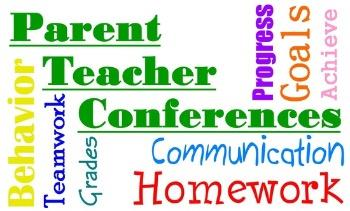 Parent
Teacher
Conferences
Behavior
Teamwork
Grades
Progress
Goals
Achieve
Communication
Homework